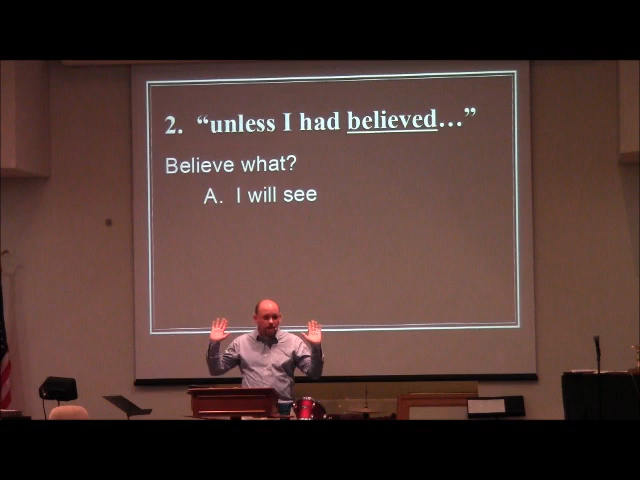 2. “unless I had believed…”
Believe what?
A. I will see